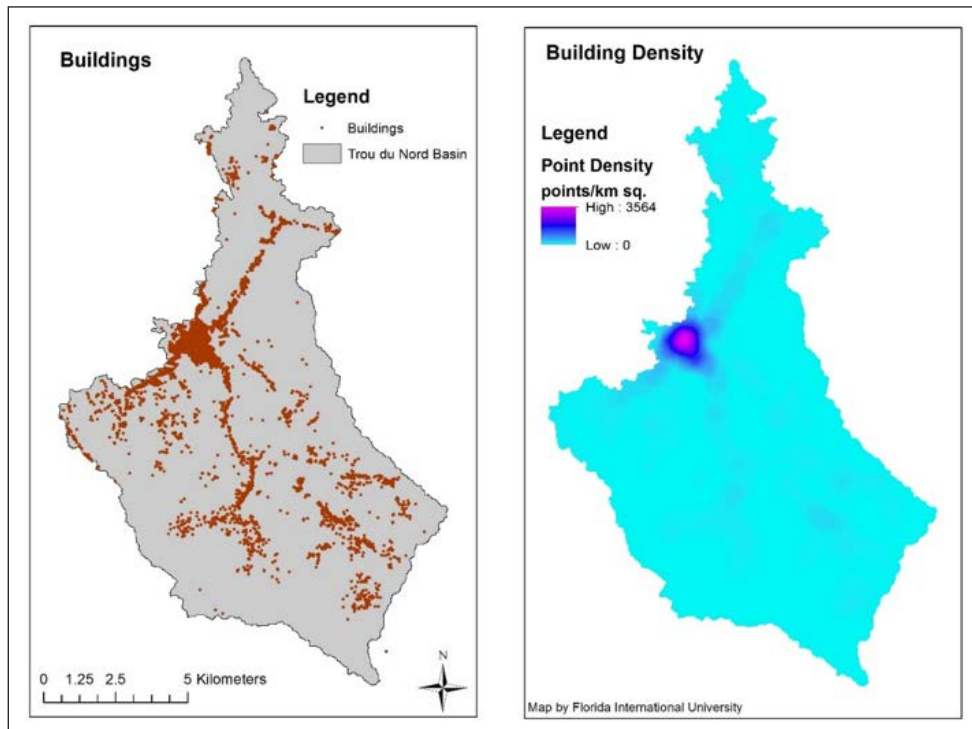 Buildings
Legend
Buildings
Trou du Nord Basin
0 1.25 2.5 5 Kilometers
N
Building Density
Legend
Point Density
points/km sq.
High : 3564
Low : 0
Map by Florida International University